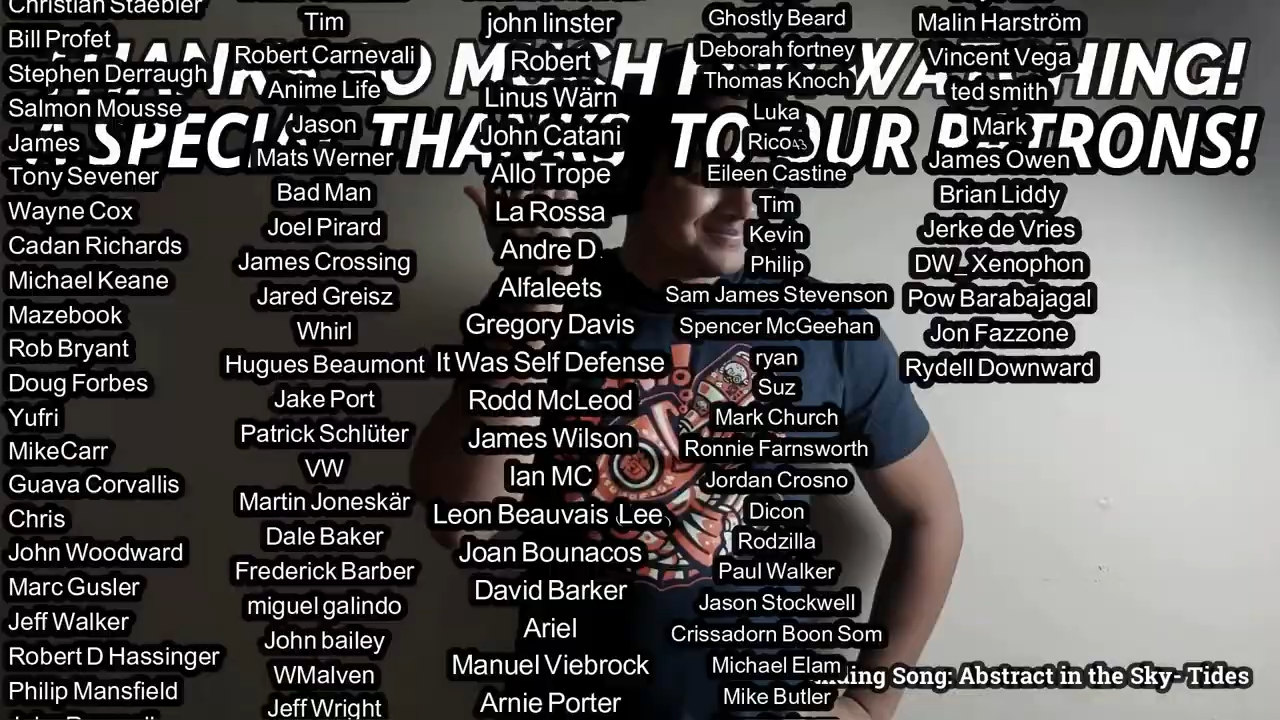 THANKS SO MUCH FOR WATCHING!
A SPECIAL THANKS TO OUR PATRONS!
Christian Staebler
Bill Profet
Stephen Derraugh
Salmon Mousse
James
Tony Sevener
Wayne Cox
Cadan Richards
Michael Keane
Mazebook
Rob Bryant
Doug Forbes
Yufri
MikeCarr
Guava Corvallis
Chris
John Woodward
Marc Gusler
Jeff Walker
Robert D Hassinger
Philip Mansfield
Tim
Robert Carnevali
Anime Life
Jason
Mats Werner
Bad Man
Joel Pirard
James Crossing
Jared Greisz
Whirl
Hugues Beaumont
Jake Port
Patrick Schlüter
VW
Martin Joneskär
Dale Baker
Frederick Barber
miguel galindo
John bailey
WMalven
Jeff Wright
john linster
Robert
Linus Wärn
John Catani
Allo Trope
La Rossa
Andre D
Alfaleets
Gregory Davis
It Was Self Defense
Rodd McLeod
James Wilson
Ian MC
Leon Beauvais Lee
Joan Bounacos
David Barker
Ariel
Manuel Viebrock
Arnie Porter
Ghostly Beard
Deborah fortney
Thomas Knoch
Luka
Rico43
Eileen Castine
Tim
Kevin
Philip
Sam James Stevenson
Spencer McGeehan
ryan
Suz
Mark Church
Ronnie Farnsworth
Jordan Crosno
Dicon
Rodzilla
Paul Walker
Jason Stockwell
Crissadorn Boon Som
Michael Elam
Mike Butler
Malin Harström
Vincent Vega
ted smith
Mark
James Owen
Brian Liddy
Jerke de Vries
DW_Xenophon
Pow Barabajagal
Jon Fazzone
Rydell Downward
Ending Song: Abstract in the Sky- Tides